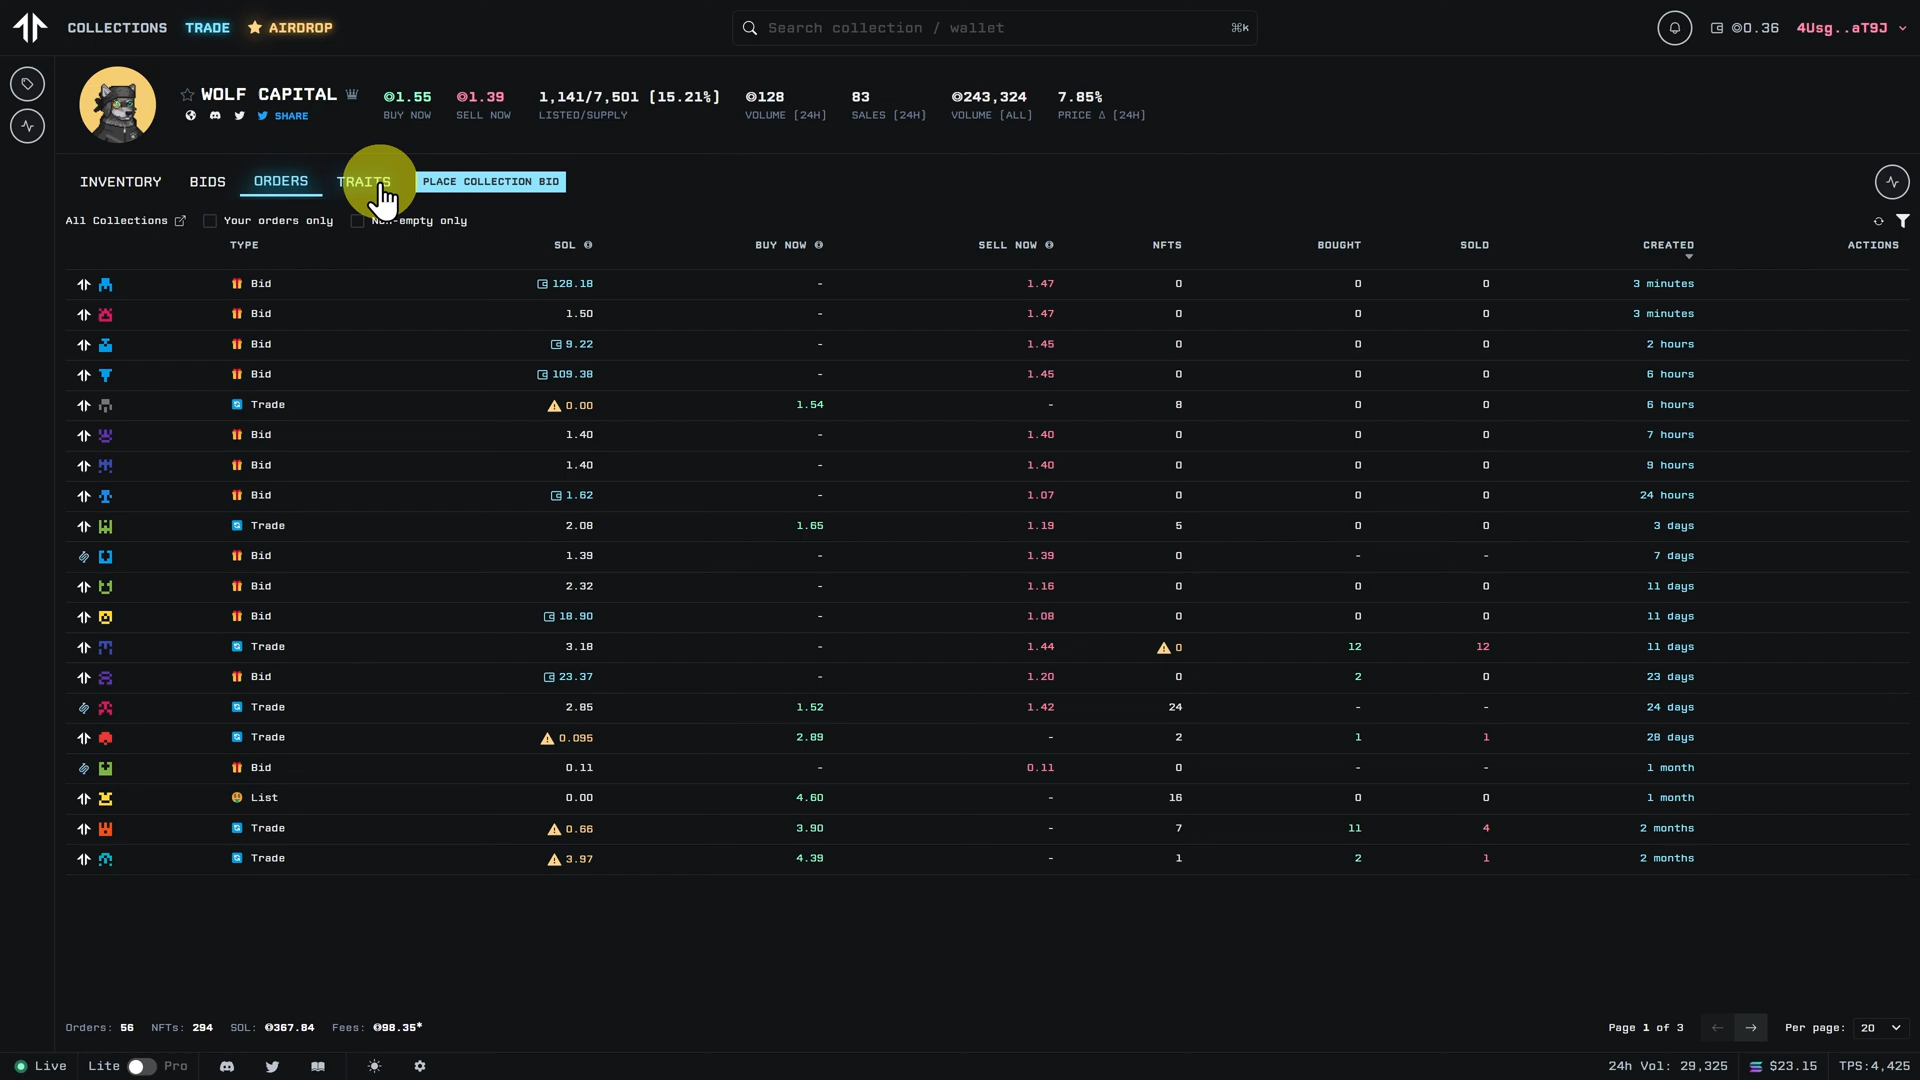 COLLECTIONS TRADE AIRDROP Search collection / wallet ⌘k 0.36 4Usg..aT9J
WOLF CAPITAL 1.55 1.39 1,141/7,501 [15.21%] 128 83 243,324 7.85%
SHARE BUY NOW SELL NOW LISTED/SUPPLY VOLUME [24H] SALES [24H] VOLUME [ALL] PRICE Δ [24H]
INVENTORY BIDS ORDERS TRAITS PLACE COLLECTION BID
All Collections Your orders only Non-empty only
TYPE SOL BUY NOW SELL NOW NFTS BOUGHT SOLD CREATED ACTIONS
Bid 128.18 - 1.47 0 0 0 3 minutes
Bid 1.50 - 1.47 0 0 0 3 minutes
Bid 9.22 - 1.45 0 0 0 2 hours
Bid 109.38 - 1.45 0 0 0 6 hours
Trade 0.00 1.54 - 8 0 0 6 hours
Bid 1.40 - 1.40 0 0 0 7 hours
Bid 1.40 - 1.40 0 0 0 9 hours
Bid 1.62 - 1.07 0 0 0 24 hours
Trade 2.08 1.65 1.19 5 0 0 3 days
Bid 1.39 - 1.39 0 - - 7 days
Bid 2.32 - 1.16 0 0 0 11 days
Bid 18.90 - 1.08 0 0 0 11 days
Trade 3.18 - 1.44 0 12 12 11 days
Bid 23.37 - 1.20 0 2 0 23 days
Trade 2.85 1.52 1.42 24 - - 24 days
Trade 0.095 2.89 - 2 1 1 28 days
Bid 0.11 - 0.11 0 - - 1 month
List 0.00 4.60 - 16 0 0 1 month
Trade 0.66 3.90 - 7 11 4 2 months
Trade 3.97 4.39 - 1 2 1 2 months
Orders: 56 NFTs: 294 SOL: 367.84 Fees: 98.35* Page 1 of 3 ← → Per page: 20
Live Lite Pro 24h Vol: 29,325 $23.15 TPS:4,425